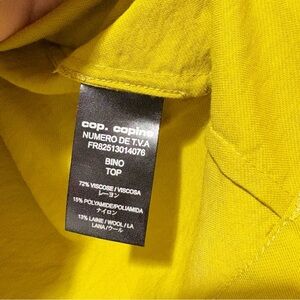 cop. copine
NUMERO DE T.V.A
FR82513014076
BINO
TOP
72% VISCOSE / VISCOSA
レーヨン
15% POLYAMIDE/POLIAMIDA
ナイロン
13% LAINE / WOOL / LA
LANA/ウール